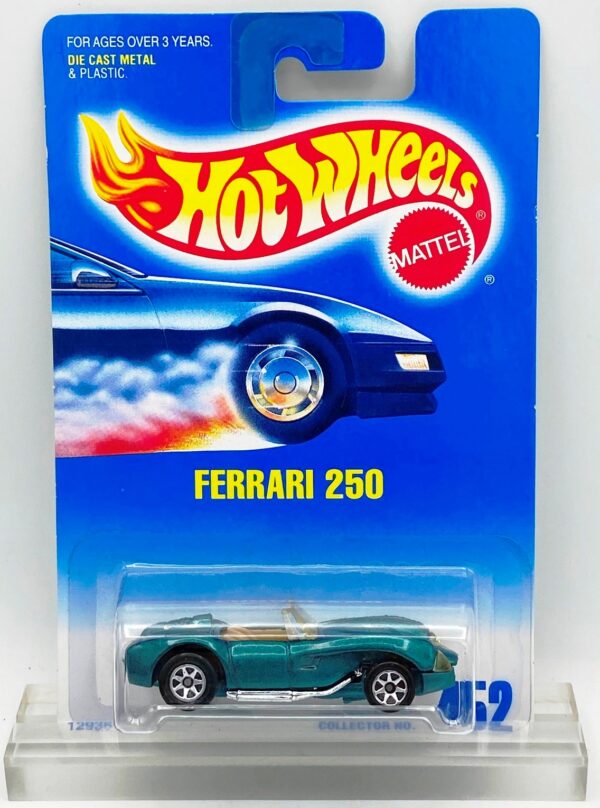 FOR AGES OVER 3 YEARS.
DIE CAST METAL
& PLASTIC.
HOT WHEELS ®
MATTEL
®
FERRARI 250
COLLECTOR NO.